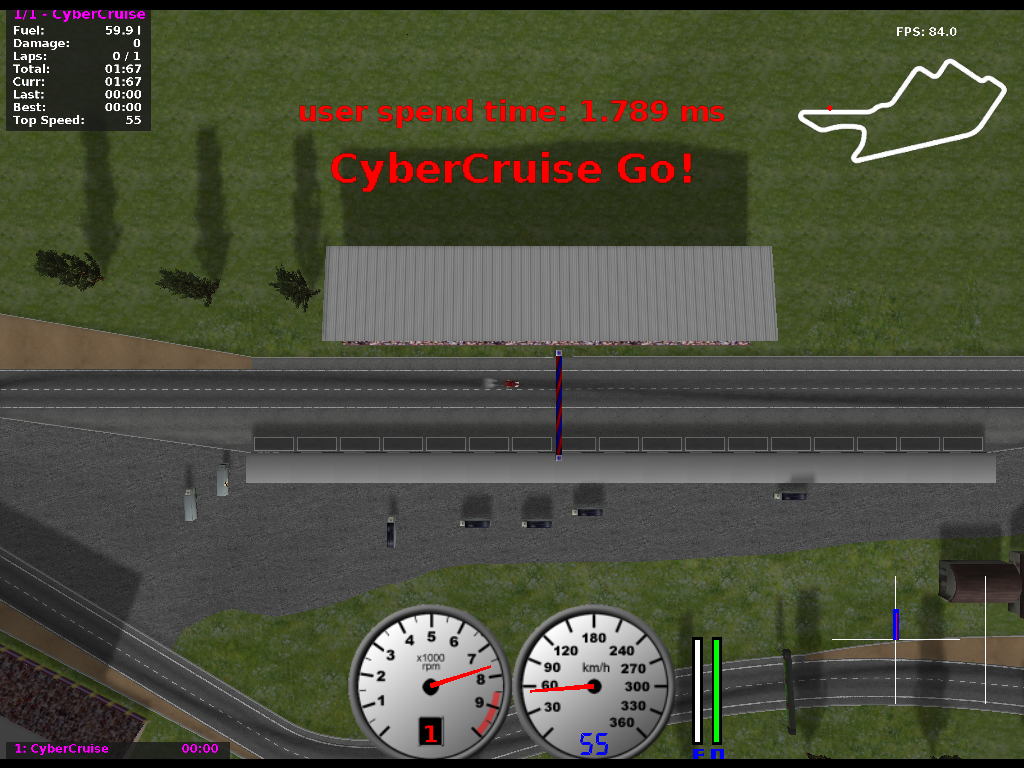 1/1 - CyberCruise
Fuel: 59.9 l
Damage: 0
Laps: 0 / 1
Total: 01:67
Curr: 01:67
Last: 00:00
Best: 00:00
Top Speed: 55
FPS: 84.0
user spend time: 1.789 ms
CyberCruise Go!
1 2 3 4 5 6 7 8 9
x1000
rpm
1
30 60 90 120 180 240 270 300 330 360
km/h
55
1: CyberCruise 00:00